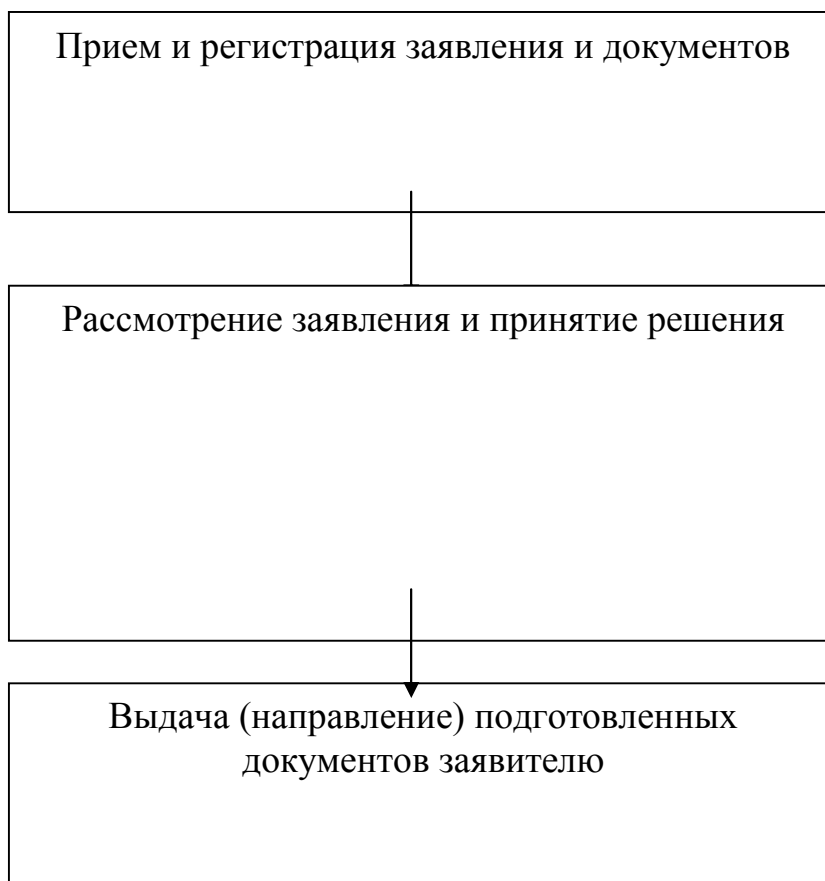 Прием и регистрация заявления и документов
Рассмотрение заявления и принятие решения
Выдача (направление) подготовленных
документов заявителю